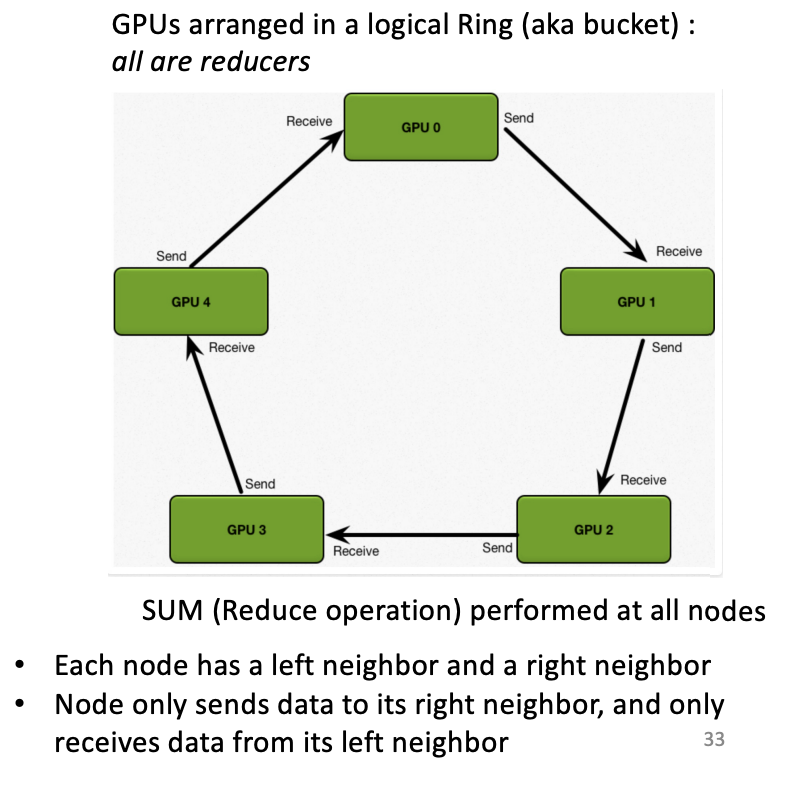 GPUs arranged in a logical Ring (aka bucket) :
all are reducers
GPU 0
Receive
Send
Send
Receive
GPU 4
GPU 1
Receive
Send
Send
Receive
GPU 3
GPU 2
Receive
Send
SUM (Reduce operation) performed at all nodes
• Each node has a left neighbor and a right neighbor
• Node only sends data to its right neighbor, and only
receives data from its left neighbor
33